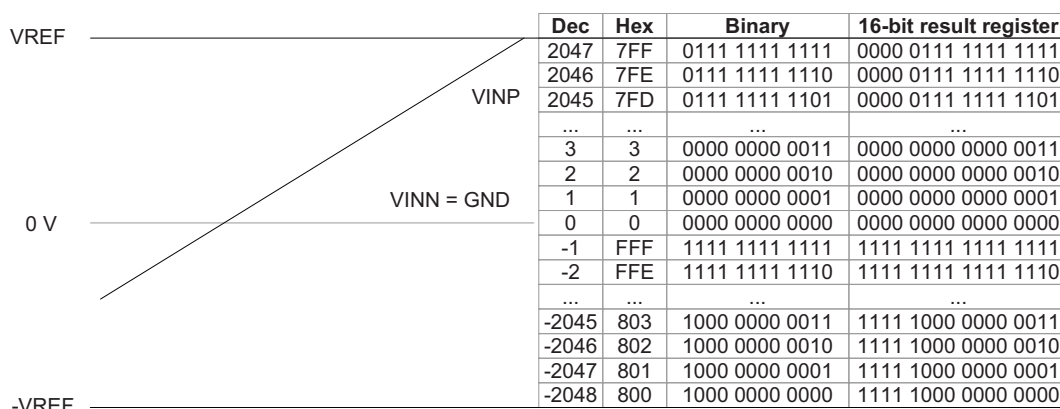 VREF
VINP
VINN = GND
0 V
-VREF
Dec Hex Binary 16-bit result register
2047 7FF 0111 1111 1111 0000 0111 1111 1111
2046 7FE 0111 1111 1110 0000 0111 1111 1110
2045 7FD 0111 1111 1101 0000 0111 1111 1101
... ... ... ...
3 3 0000 0000 0011 0000 0000 0000 0011
2 2 0000 0000 0010 0000 0000 0000 0010
1 1 0000 0000 0001 0000 0000 0000 0001
0 0 0000 0000 0000 0000 0000 0000 0000
-1 FFF 1111 1111 1111 1111 1111 1111 1111
-2 FFE 1111 1111 1110 1111 1111 1111 1110
... ... ... ...
-2045 803 1000 0000 0011 1111 1000 0000 0011
-2046 802 1000 0000 0010 1111 1000 0000 0010
-2047 801 1000 0000 0001 1111 1000 0000 0001
-2048 800 1000 0000 0000 1111 1000 0000 0000